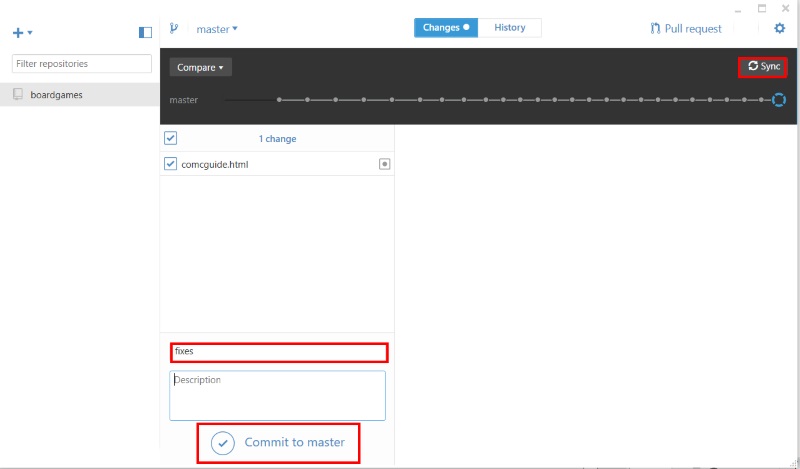 master
Changes
History
Pull request
Filter repositories
boardgames
Compare
Sync
master
1 change
comcguide.html
fixes
Description
Commit to master